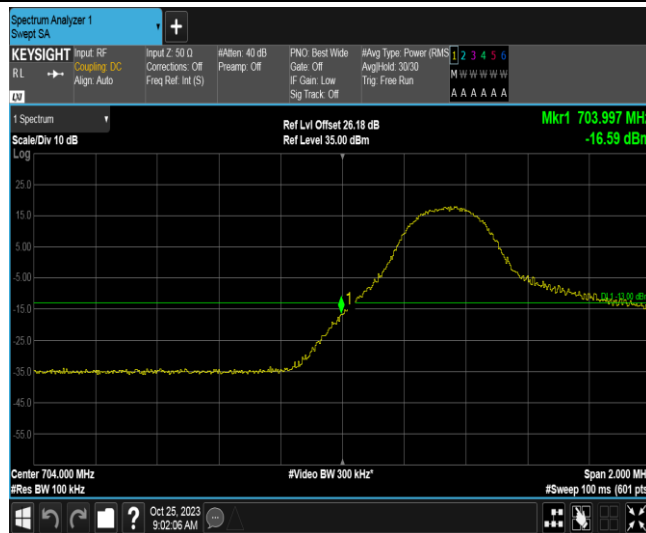 Spectrum Analyzer 1
Swept SA
+
KEYSIGHT
RL
LXI
Input: RF
Coupling: DC
Align: Auto
Input Z: 50 Ω
Corrections: Off
Freq Ref: Int (S)
#Atten: 40 dB
Preamp: Off
PNO: Best Wide
Gate: Off
IF Gain: Low
Sig Track: Off
#Avg Type: Power (RMS
Avg|Hold: 30/30
Trig: Free Run
1 2 3 4 5 6
M W W W W W
A A A A A A
1 Spectrum
Scale/Div 10 dB
Ref Lvl Offset 26.18 dB
Ref Level 35.00 dBm
Mkr1 703.997 MHz
-16.59 dBm
Log
25.0
15.0
5.00
-5.00
1
DL1 -13.00 dBm
-15.0
-25.0
-35.0
-45.0
-55.0
Center 704.000 MHz
#Res BW 100 kHz
#Video BW 300 kHz*
Span 2.000 MH
#Sweep 100 ms (601 pts
?
Oct 25, 2023
9:02:06 AM